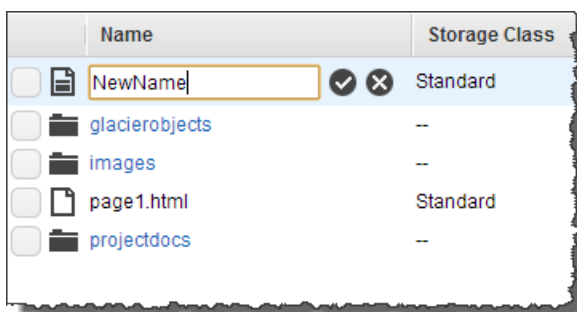 Name Storage Class
NewName Standard
glacierobjects --
images --
page1.html Standard
projectdocs --